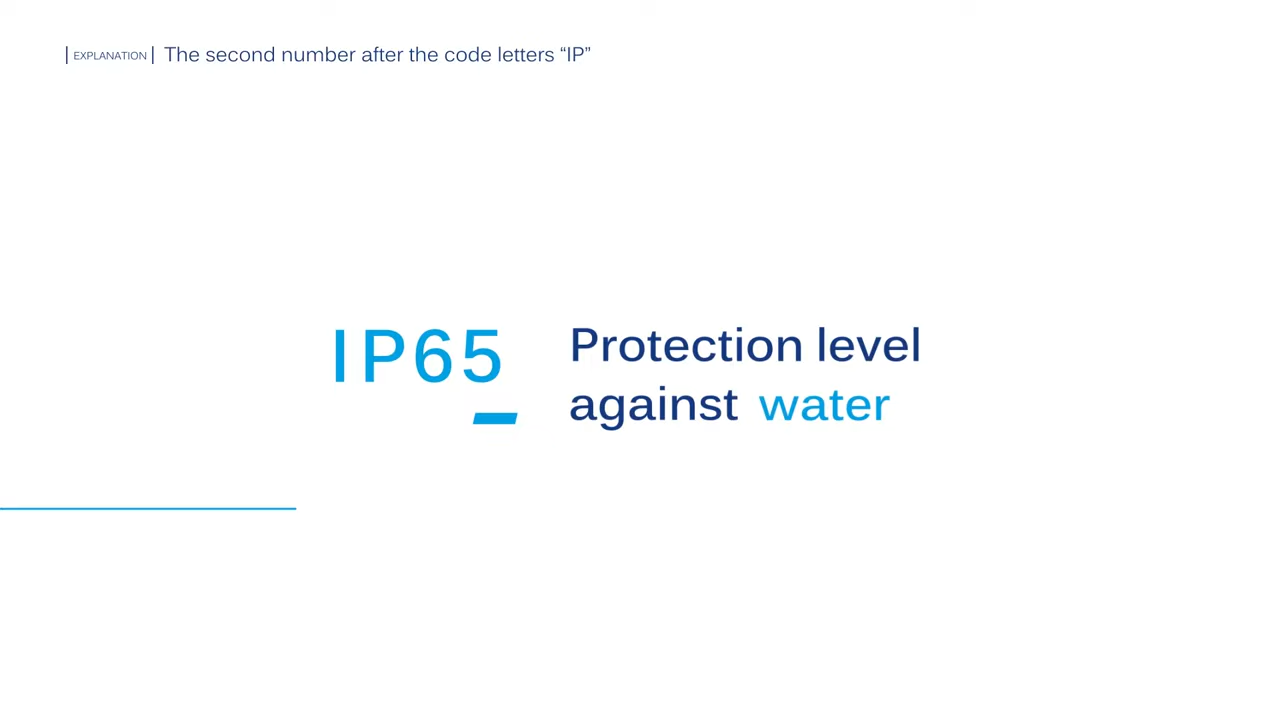 | EXPLANATION | The second number after the code letters “IP”
IP65
Protection level
against water